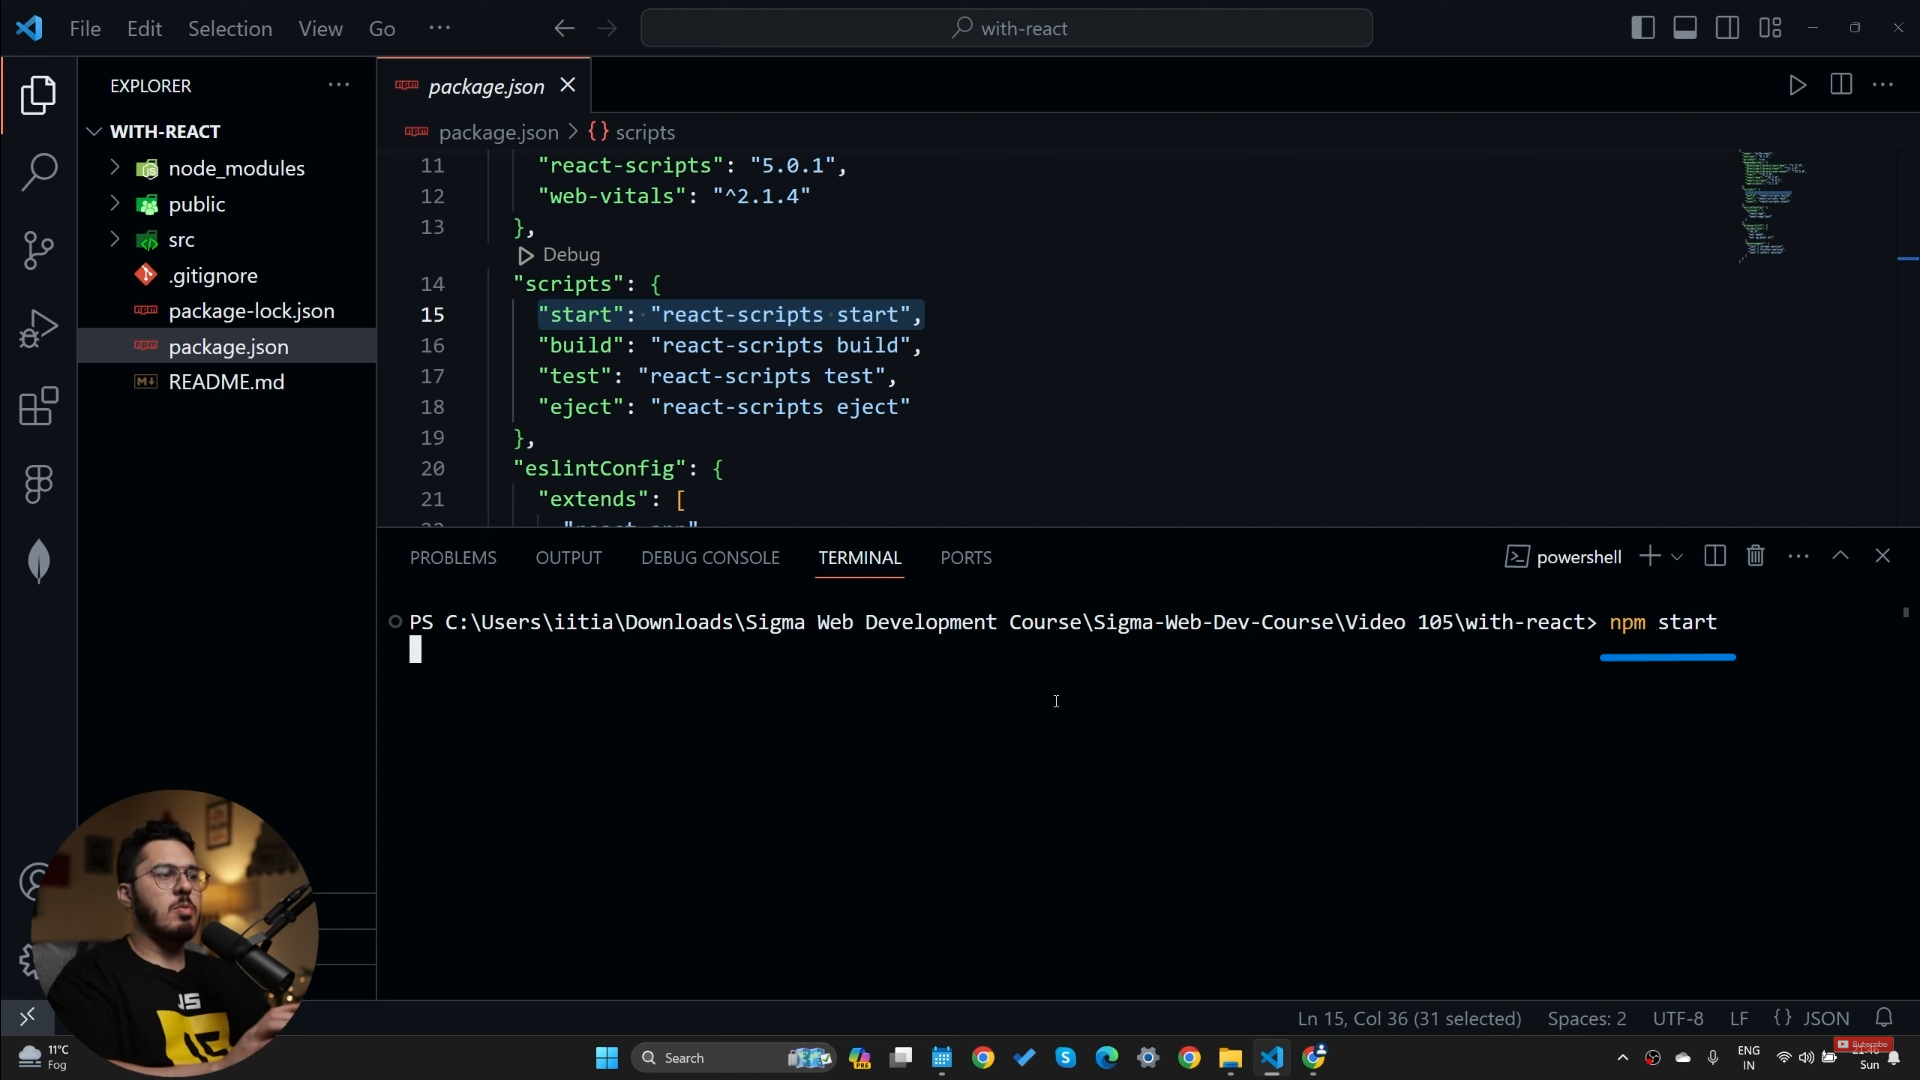 File Edit Selection View Go ···
with-react
EXPLORER
WITH-REACT
node_modules
public
src
.gitignore
package-lock.json
package.json
README.md
package.json
package.json > {} scripts
11 "react-scripts": "5.0.1",
12 "web-vitals": "^2.1.4"
13 },
Debug
14 "scripts": {
15 "start": "react-scripts start",
16 "build": "react-scripts build",
17 "test": "react-scripts test",
18 "eject": "react-scripts eject"
19 },
20 "eslintConfig": {
21 "extends": [
PROBLEMS OUTPUT DEBUG CONSOLE TERMINAL PORTS
powershell
PS C:\Users\iitia\Downloads\Sigma Web Development Course\Sigma-Web-Dev-Course\Video 105\with-react> npm start
JS
Ln 15, Col 36 (31 selected) Spaces: 2 UTF-8 LF {} JSON
11°C
Fog
Search
PRE
ENG
IN
Subscribe
Sun